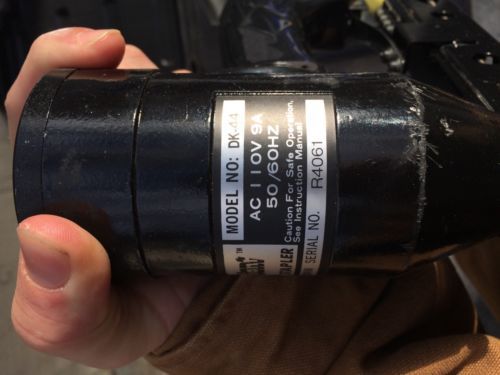 MODEL NO: DK-44
AC 110V 9A
50/60HZ
Caution For Safe Operation,
See Instruction Manual
SERIAL NO. R4061